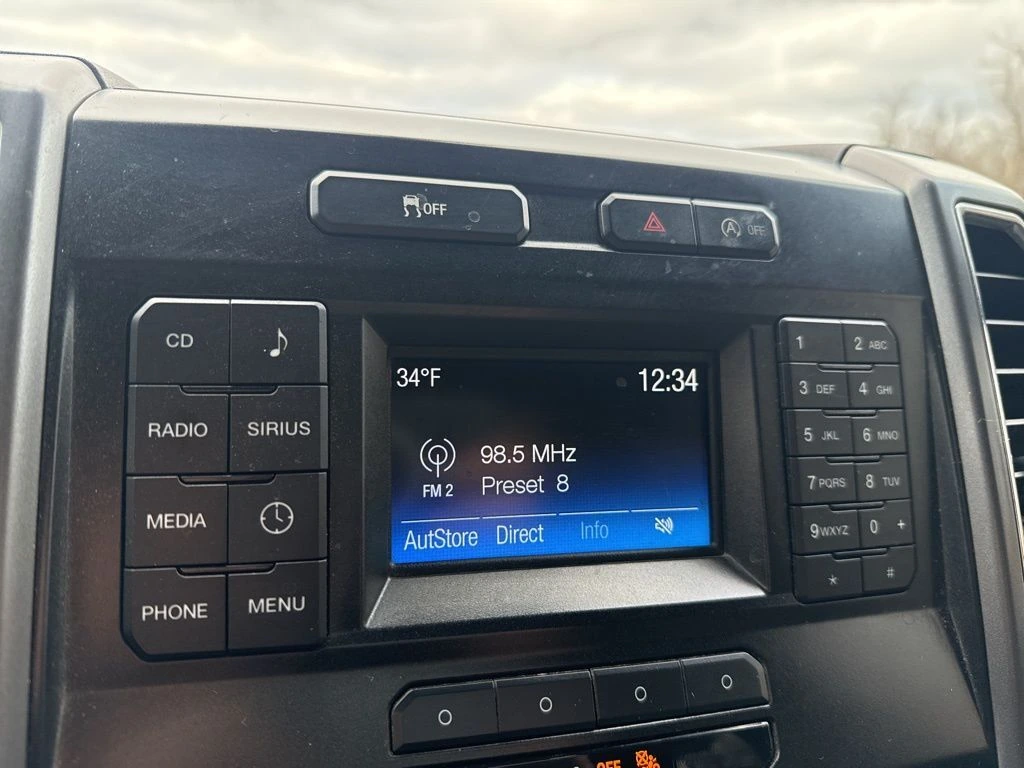 OFF
A OFF
CD
RADIO SIRIUS
MEDIA
PHONE MENU
34°F 12:34
98.5 MHz
FM 2 Preset 8
AutoStore Direct Info
1 2 ABC
3 DEF 4 GHI
5 JKL 6 MNO
7 PQRS 8 TUV
9 WXYZ 0 +
* #
OFF